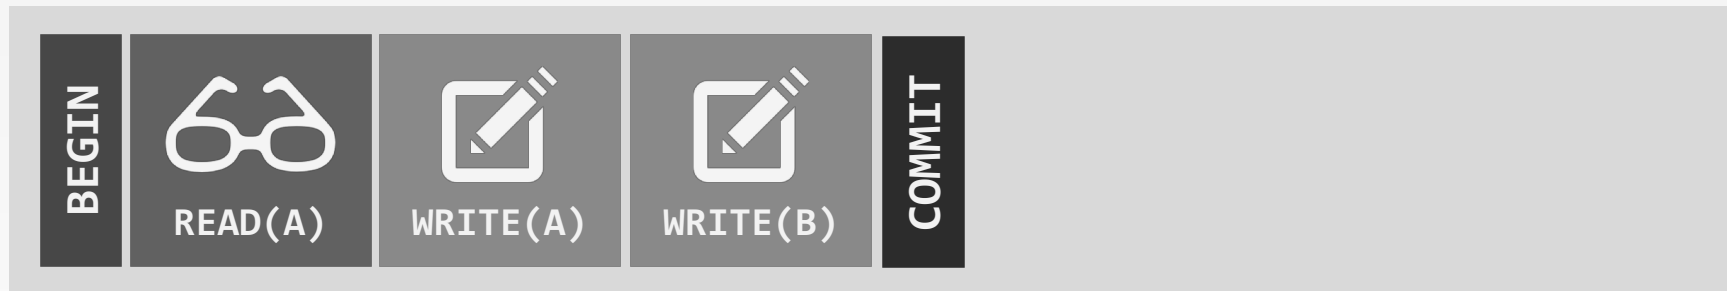 BEGIN
READ(A)
WRITE(A)
WRITE(B)
COMMIT